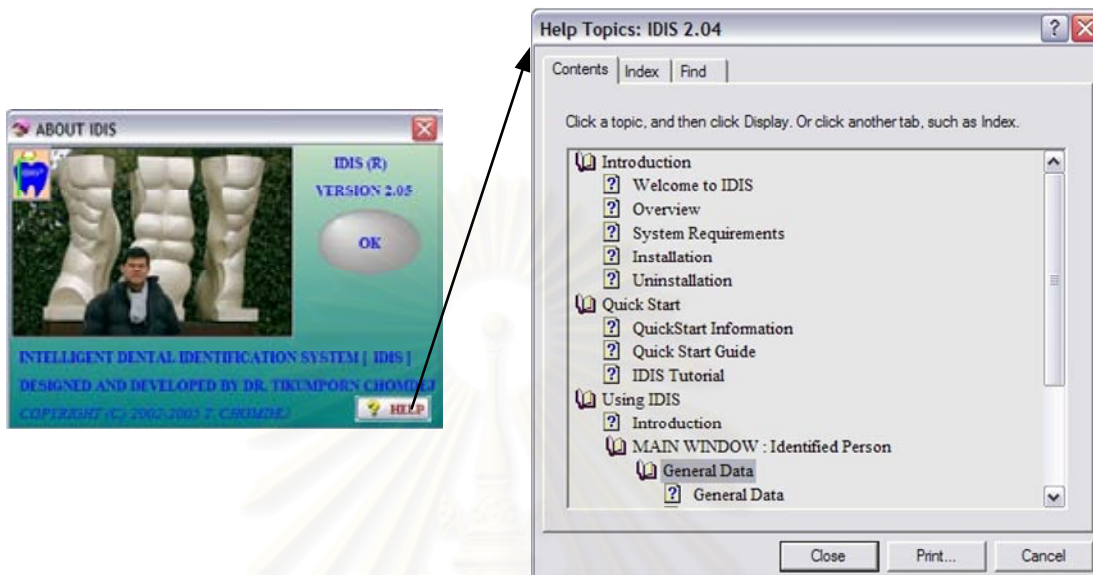 ABOUT IDIS
IDIS (R)
VERSION 2.05
OK
INTELLIGENT DENTAL IDENTIFICATION SYSTEM [ IDIS ]
DESIGNED AND DEVELOPED BY DR. TIKUMPORN CHOMDEJ
COPYRIGHT (C) 2002-2005 T. CHOMDEJ
HELP
Help Topics: IDIS 2.04
Contents Index Find
Click a topic, and then click Display. Or click another tab, such as Index.
Introduction
Welcome to IDIS
Overview
System Requirements
Installation
Uninstallation
Quick Start
QuickStart Information
Quick Start Guide
IDIS Tutorial
Using IDIS
Introduction
MAIN WINDOW : Identified Person
General Data
General Data
Close Print... Cancel